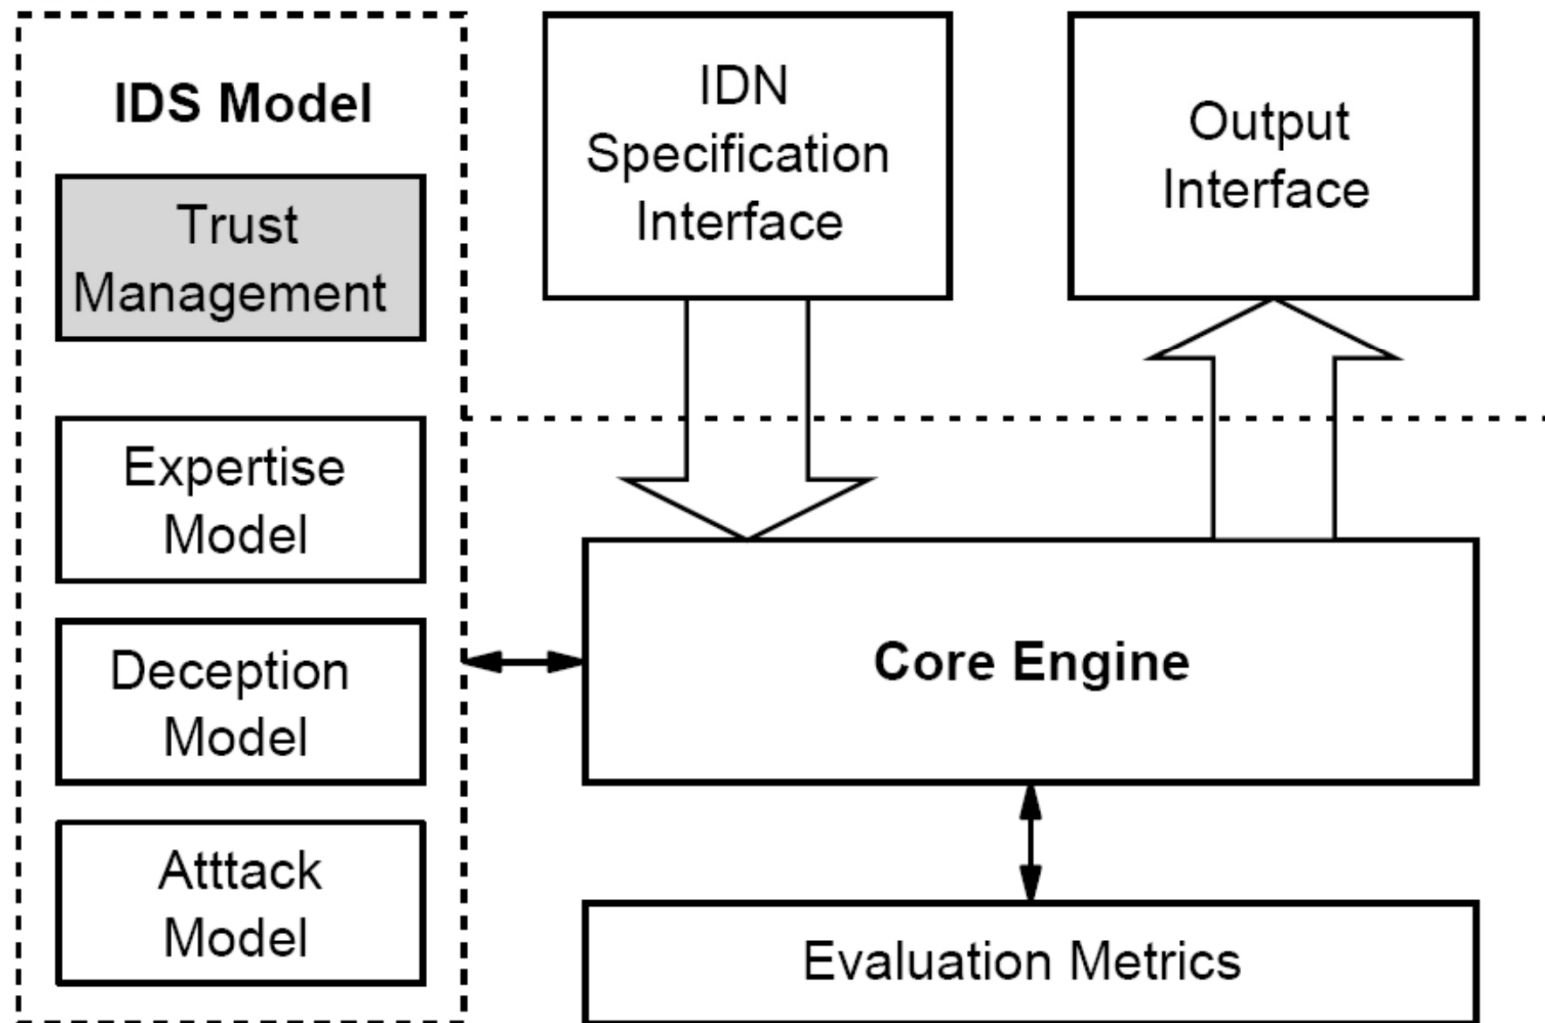 IDS Model
Trust
Management
Expertise
Model
Deception
Model
Atttack
Model
IDN
Specification
Interface
Output
Interface
Core Engine
Evaluation Metrics